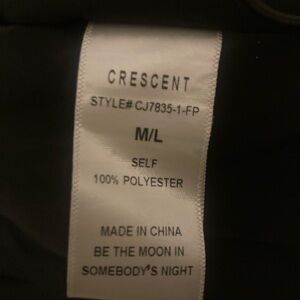 CRESCENT
STYLE# CJ7835-1-FP
M/L
SELF
100% POLYESTER
MADE IN CHINA
BE THE MOON IN
SOMEBODY'S NIGHT